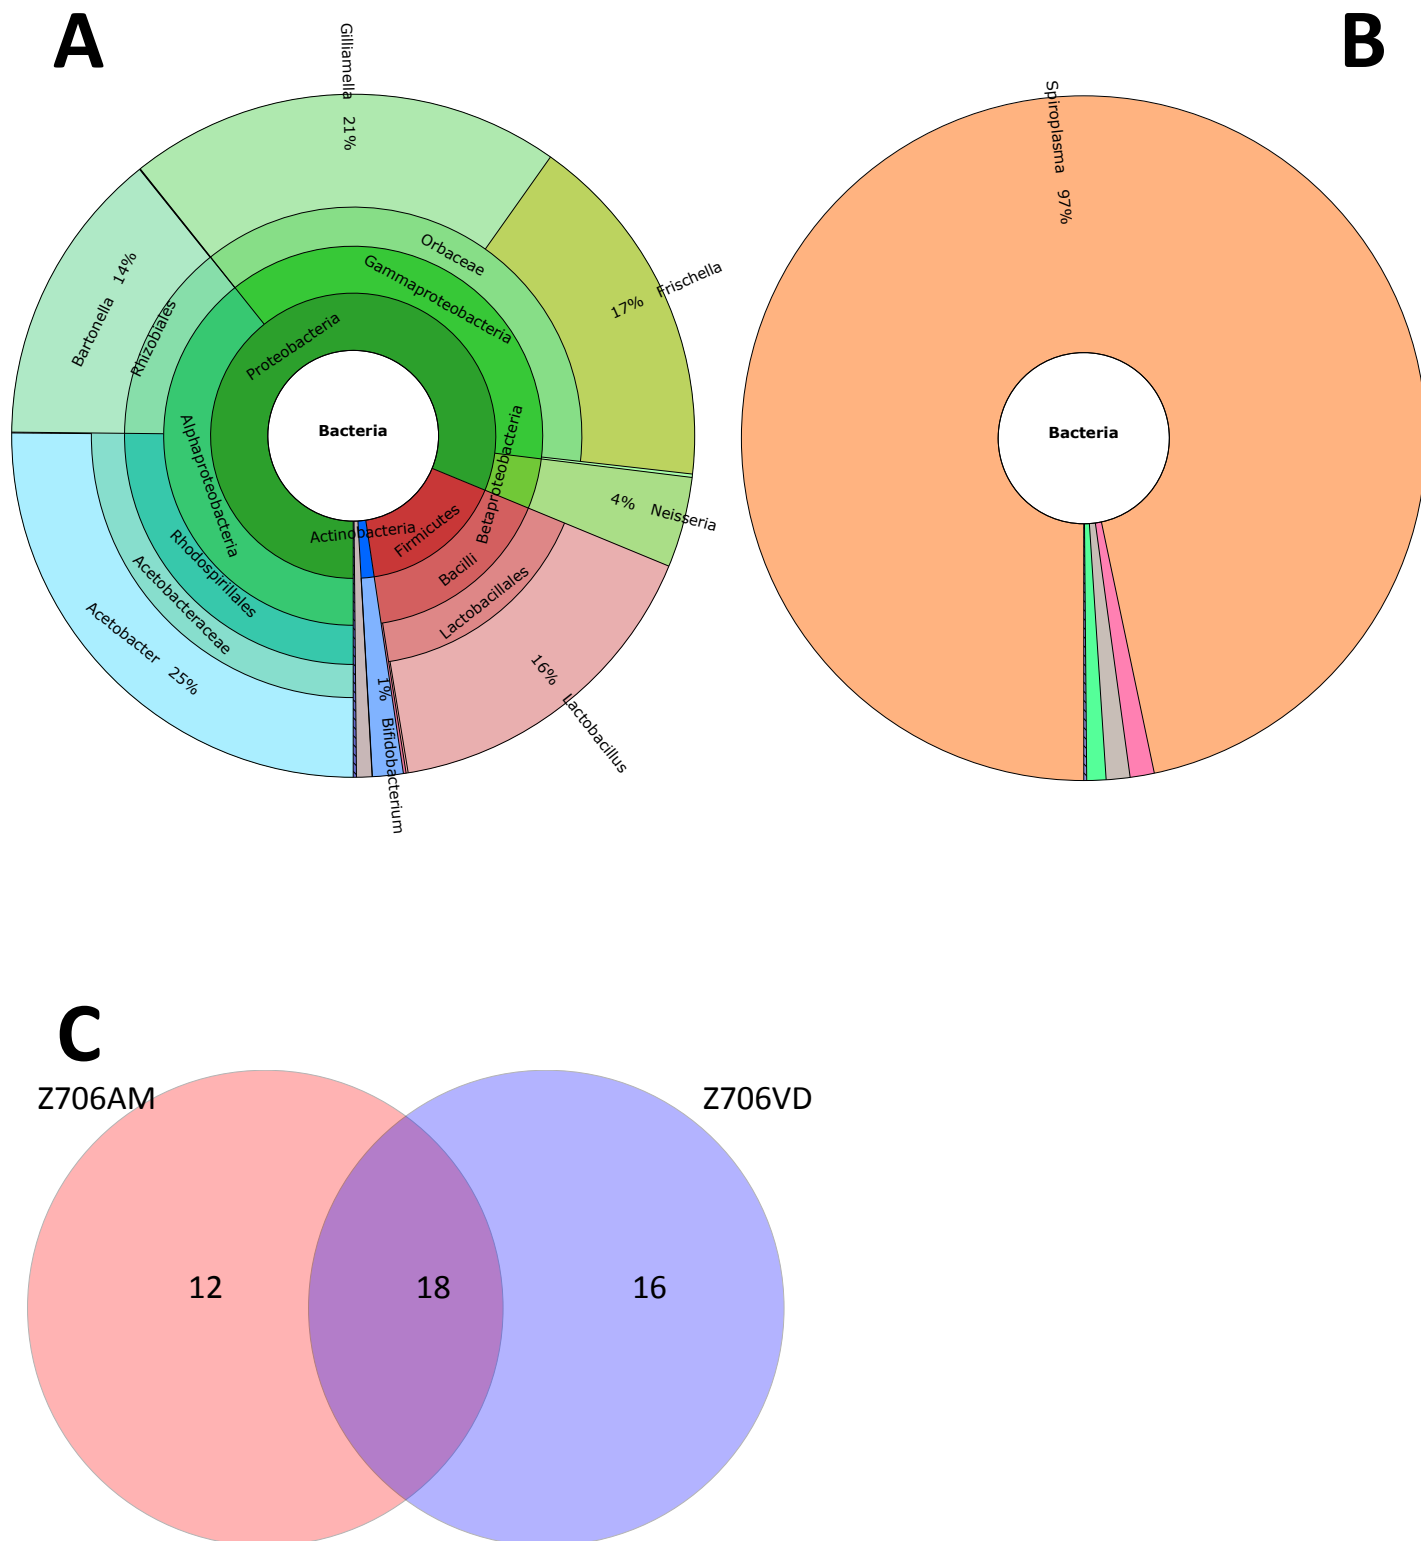 A
B
Gilliamella 21%
Spiroplasma 97%
Orbaceae
Gammaproteobacteria
17% Frischella
Bartonella 14%
Rhizobiales
Proteobacteria
Bacteria
Bacteria
Alphaproteobacteria
Betaproteobacteria
4% Neisseria
Actinobacteria
Firmicutes
Bacilli
Lactobacillales
Rhodospirillales
Acetobacteraceae
Acetobacter 25%
16% Lactobacillus
1% Bifidobacterium
C
Z706AM
Z706VD
12
18
16